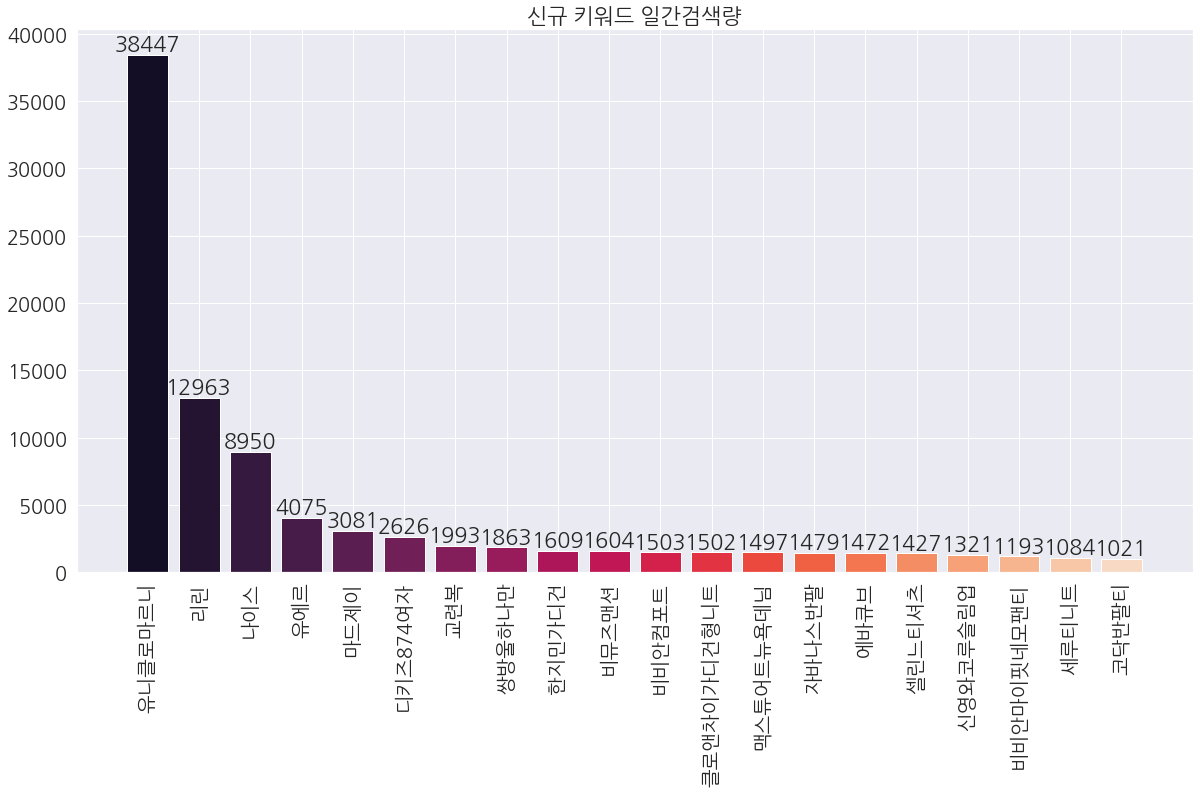 신규 키워드 일간검색량
40000
35000
30000
25000
20000
15000
10000
5000
0
38447
12963
8950
4075
3081
2626
1993
1863
1609
1604
1503
1502
1497
1479
1472
1427
1321
1193
1084
1021
유니클로마르니
리린
나이스
유에르
마드제이
디키즈874여자
교련복
쌍방울하나만
한지민가디건
비뮤즈맨션
비비안컴포트
클로앤차이가디건형니트
맥스튜어트뉴욕데님
자바나스반팔
에바큐브
셀린느티셔츠
신영와코루슬림업
비비안마이핏네모팬티
세루티니트
코닥반팔티